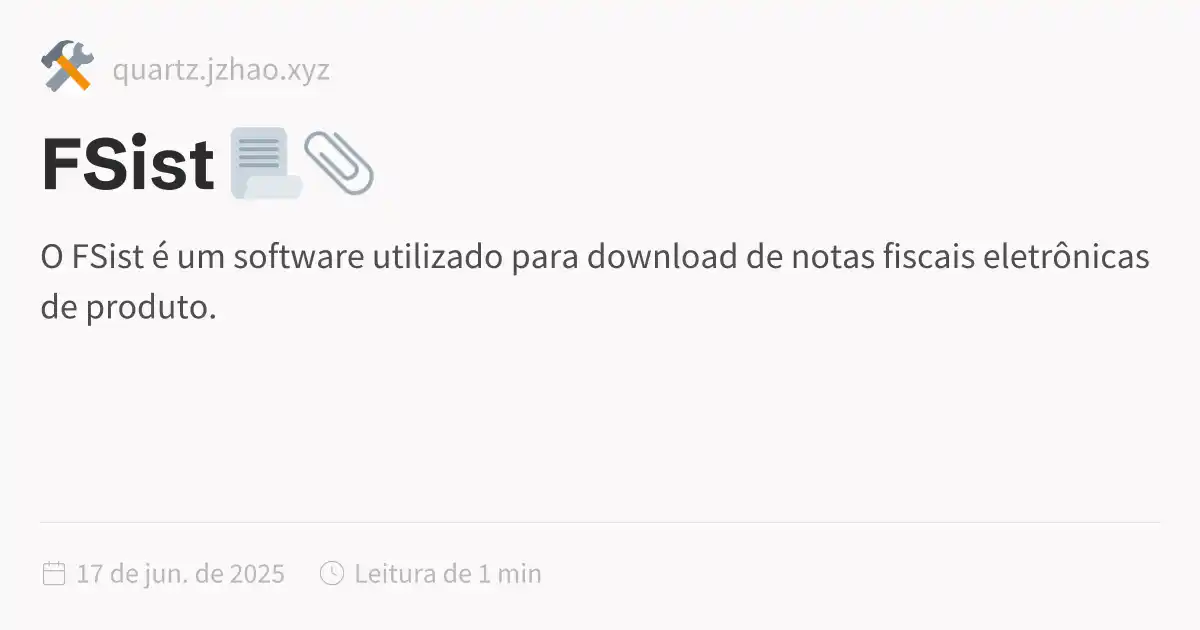 quartz.jzhao.xyz
FSist 📜📎
O FSist é um software utilizado para download de notas fiscais eletrônicas
de produto.
17 de jun. de 2025 Leitura de 1 min